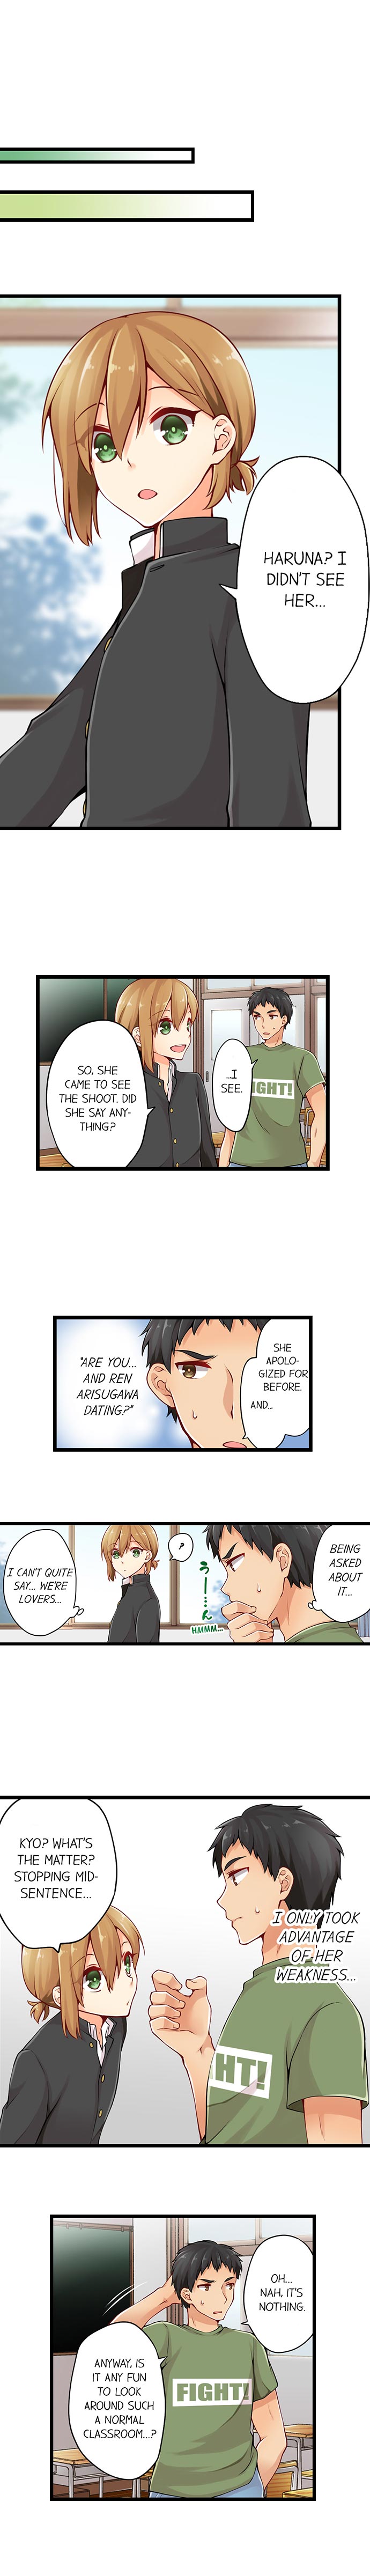 HARUNA? I
DIDN'T SEE
HER...
SO, SHE
CAME TO SEE
THE SHOOT. DID
SHE SAY ANY-
THING?
...I
SEE.
IGHT!
SHE
APOLO-
GIZED FOR
BEFORE.
AND...
"ARE YOU...
AND REN
ARISUGAWA
DATING?"
BEING
ASKED
ABOUT
IT...
うー…ん
HMMM...
?
I CAN'T QUITE
SAY... WE'RE
LOVERS...
KYO? WHAT'S
THE MATTER?
STOPPING MID-
SENTENCE...
I ONLY TOOK
ADVANTAGE
OF HER
WEAKNESS...
HT!
OH...
NAH, IT'S
NOTHING.
ANYWAY, IS
IT ANY FUN
TO LOOK
AROUND SUCH
A NORMAL
CLASSROOM...?
FIGHT!